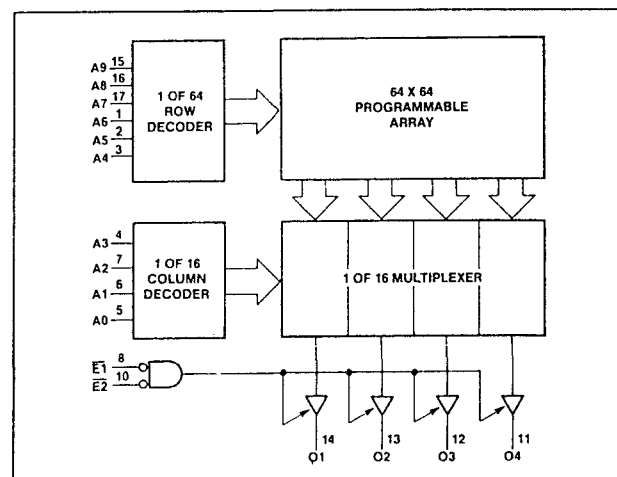 A9 15
A8 16
A7 17
A6 1
A5 2
A4 3
1 OF 64
ROW
DECODER
64 X 64
PROGRAMMABLE
ARRAY
A3 4
A2 7
A1 6
A0 5
1 OF 16
COLUMN
DECODER
1 OF 16 MULTIPLEXER
E1 8
E2 10
14 13 12 11
O1 O2 O3 O4